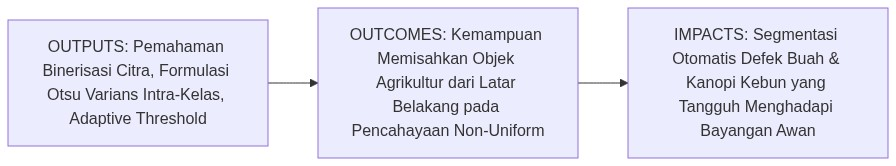 OUTPUTS: Pemahaman
Binerisasi Citra, Formulasi
Otsu Varians Intra-Kelas,
Adaptive Threshold
OUTCOMES: Kemampuan
Memisahkan Objek
Agrikultur dari Latar
Belakang pada
Pencahayaan Non-Uniform
IMPACTS: Segmentasi
Otomatis Defek Buah &
Kanopi Kebun yang
Tangguh Menghadapi
Bayangan Awan